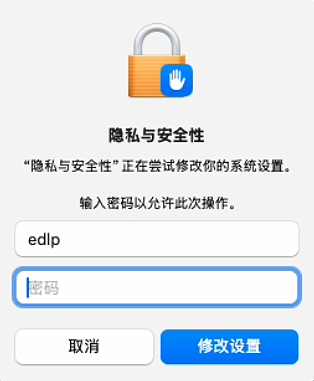 隐私与安全性
“隐私与安全性”正在尝试修改你的系统设置。
输入密码以允许此次操作。
edlp
密码
取消
修改设置